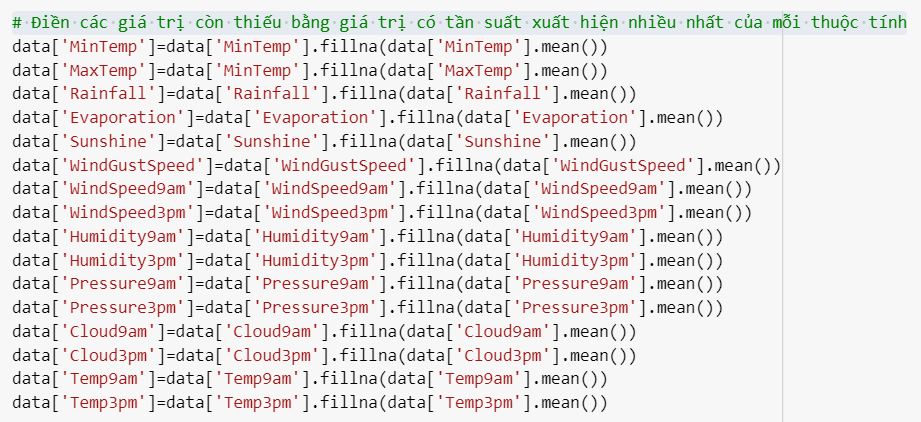 # Điền các giá trị còn thiếu bằng giá trị có tần suất xuất hiện nhiều nhất của mỗi thuộc tính
data['MinTemp']=data['MinTemp'].fillna(data['MinTemp'].mean())
data['MaxTemp']=data['MinTemp'].fillna(data['MaxTemp'].mean())
data['Rainfall']=data['Rainfall'].fillna(data['Rainfall'].mean())
data['Evaporation']=data['Evaporation'].fillna(data['Evaporation'].mean())
data['Sunshine']=data['Sunshine'].fillna(data['Sunshine'].mean())
data['WindGustSpeed']=data['WindGustSpeed'].fillna(data['WindGustSpeed'].mean())
data['WindSpeed9am']=data['WindSpeed9am'].fillna(data['WindSpeed9am'].mean())
data['WindSpeed3pm']=data['WindSpeed3pm'].fillna(data['WindSpeed3pm'].mean())
data['Humidity9am']=data['Humidity9am'].fillna(data['Humidity9am'].mean())
data['Humidity3pm']=data['Humidity3pm'].fillna(data['Humidity3pm'].mean())
data['Pressure9am']=data['Pressure9am'].fillna(data['Pressure9am'].mean())
data['Pressure3pm']=data['Pressure3pm'].fillna(data['Pressure3pm'].mean())
data['Cloud9am']=data['Cloud9am'].fillna(data['Cloud9am'].mean())
data['Cloud3pm']=data['Cloud3pm'].fillna(data['Cloud3pm'].mean())
data['Temp9am']=data['Temp9am'].fillna(data['Temp9am'].mean())
data['Temp3pm']=data['Temp3pm'].fillna(data['Temp3pm'].mean())